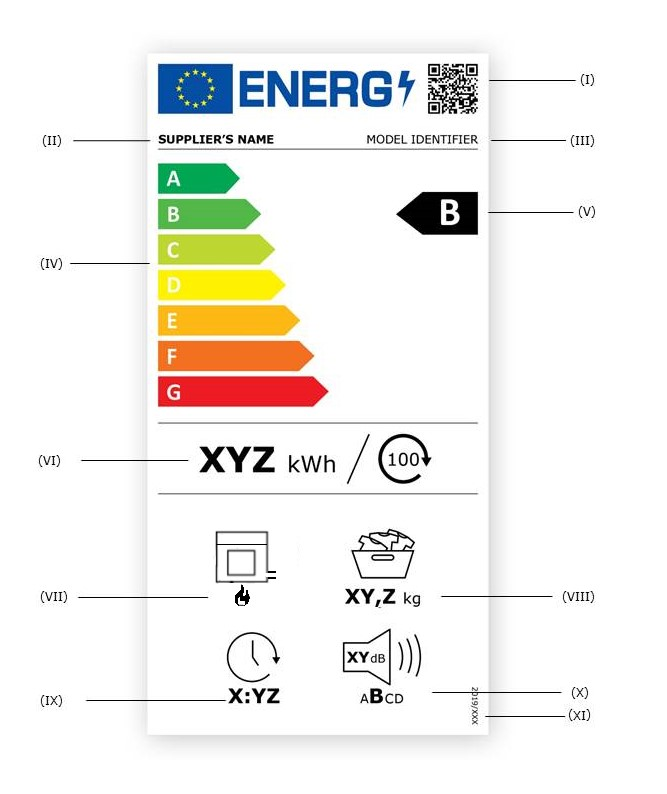 ENERG
(I)
(II)
SUPPLIER'S NAME
MODEL IDENTIFIER
(III)
A
B
B
(V)
C
(IV)
D
E
F
G
(VI)
XYZ kWh / 100
(VII)
XY,Z kg
(VIII)
XY dB
(IX)
X:YZ
ABCD
(X)
2019/XXX
(XI)